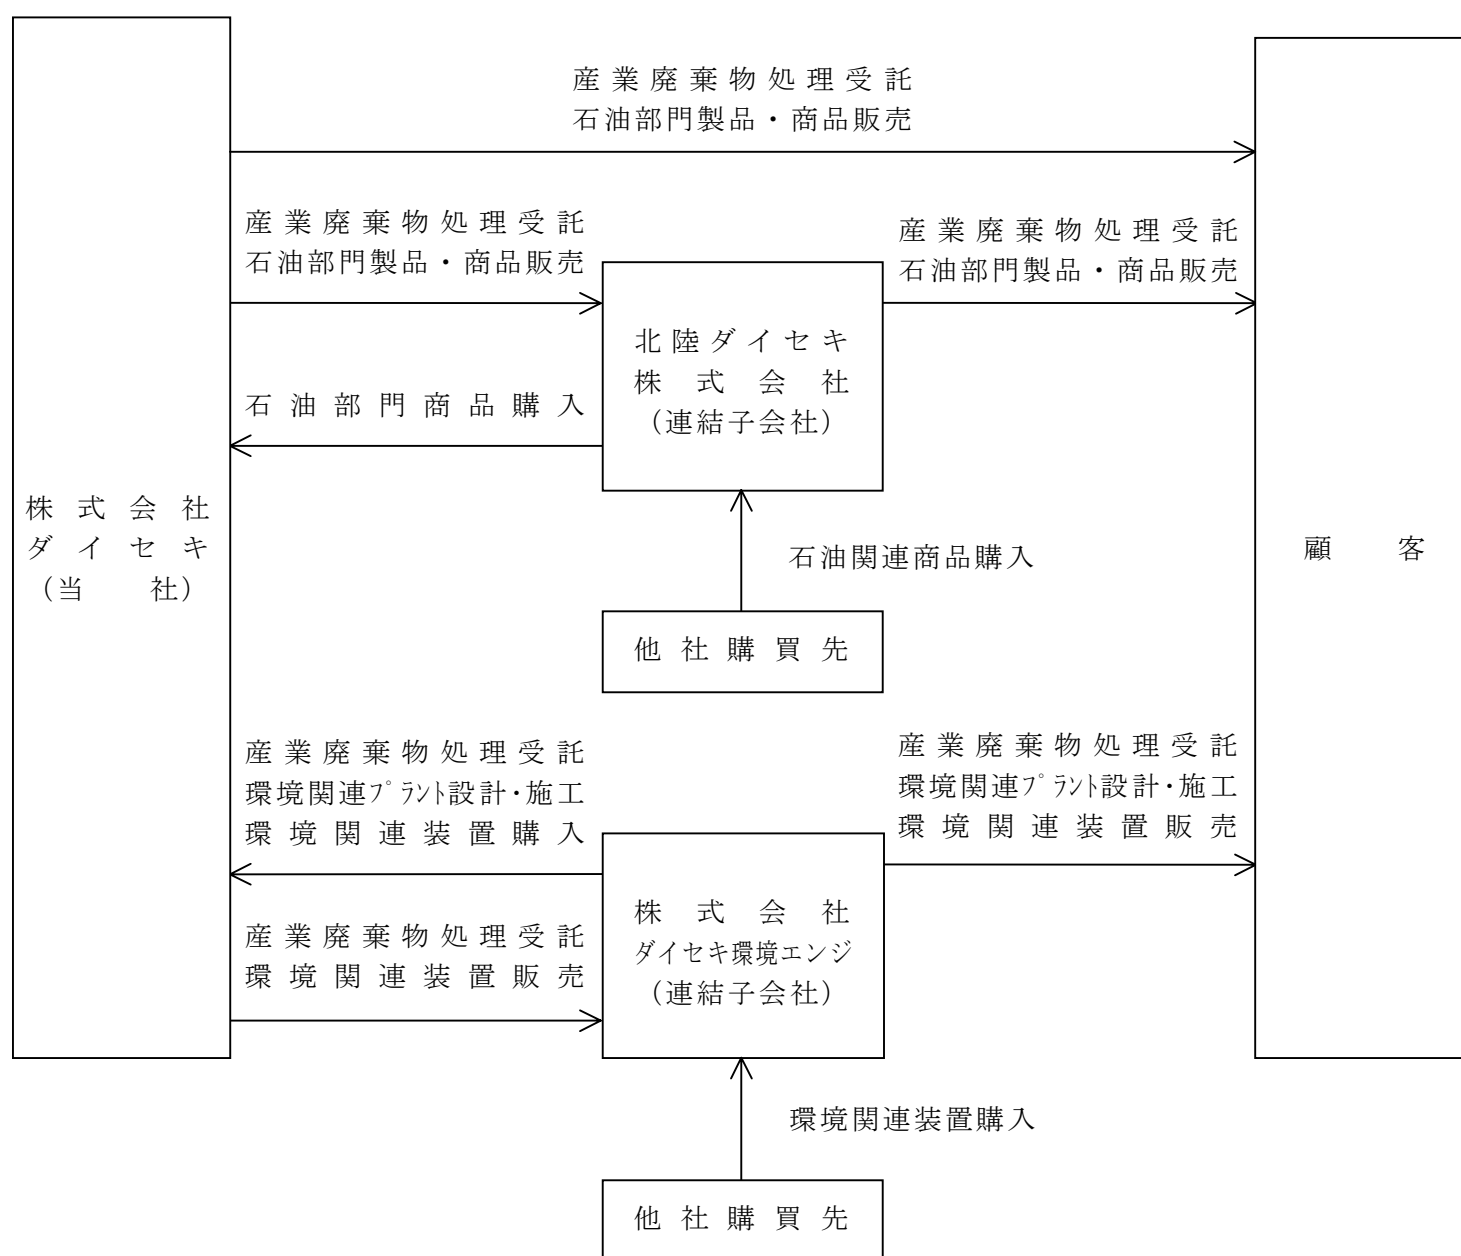 産業廃棄物処理受託
石油部門製品・商品販売
産業廃棄物処理受託
石油部門製品・商品販売
産業廃棄物処理受託
石油部門製品・商品販売
北陸ダイセキ
株式会社
（連結子会社）
石油部門商品購入
株式会社
ダイセキ
（当社）
顧客
石油関連商品購入
他社購買先
産業廃棄物処理受託
環境関連プラント設計・施工
環境関連装置購入
産業廃棄物処理受託
環境関連プラント設計・施工
環境関連装置販売
株式会社
ダイセキ環境エンジ
（連結子会社）
産業廃棄物処理受託
環境関連装置販売
環境関連装置購入
他社購買先